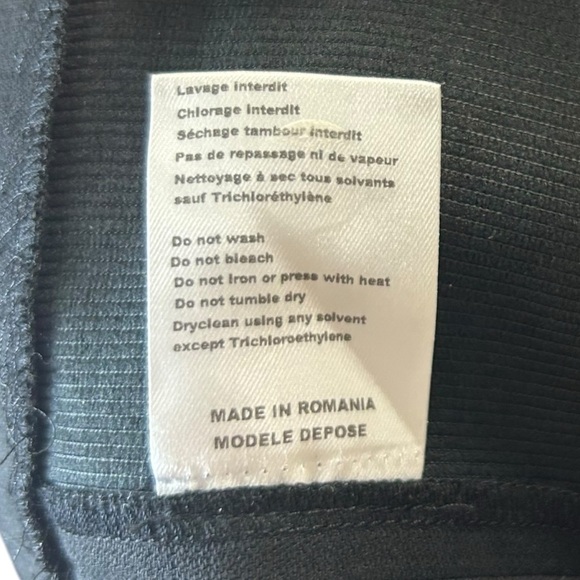 Lavage interdit
Chlorage interdit
Séchage tambour interdit
Pas de repassage ni de vapeur
Nettoyage à sec tous solvants
sauf Trichloréthylène
Do not wash
Do not bleach
Do not Iron or press with heat
Do not tumble dry
Dryclean using any solvent
except Trichloroethylene
MADE IN ROMANIA
MODELE DEPOSE